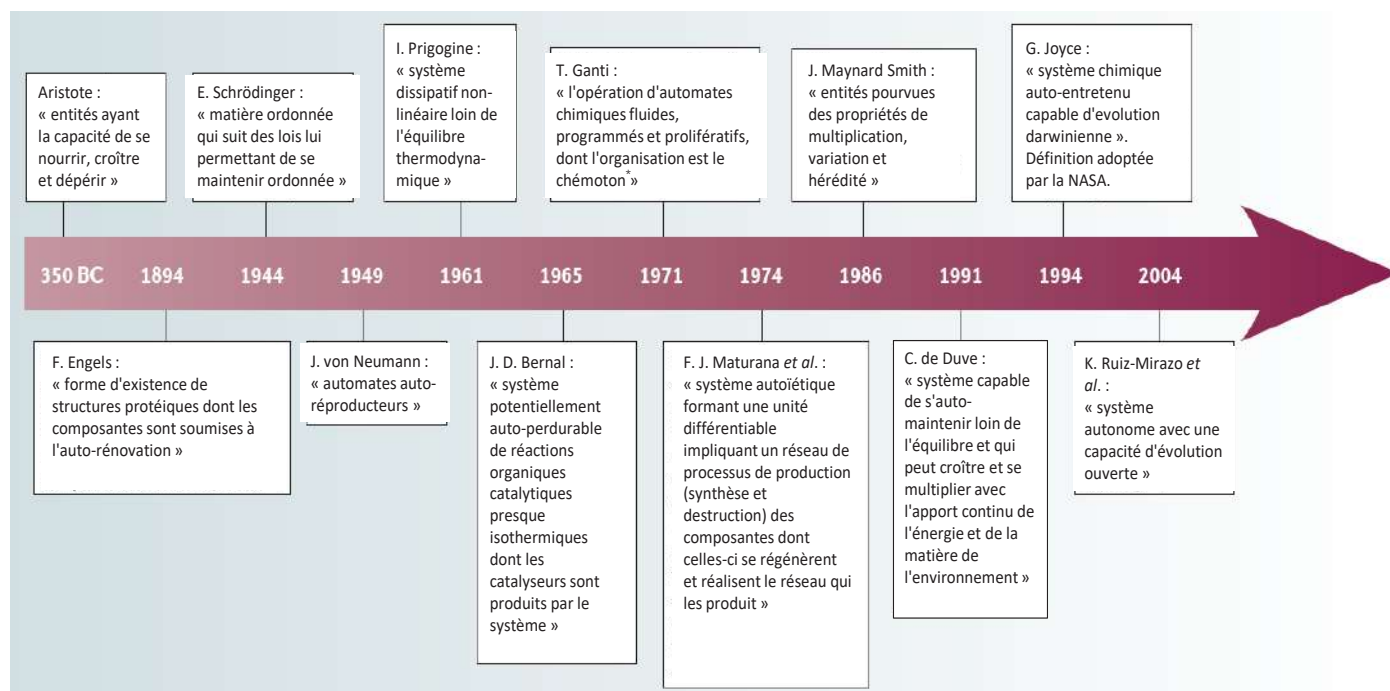 Aristote :
« entités ayant
la capacité de se
nourrir, croître
et dépérir »
E. Schrödinger :
« matière ordonnée
qui suit des lois lui
permettant de se
maintenir ordonnée »
I. Prigogine :
« système
dissipatif non-
linéaire loin de
l'équilibre
thermodyna-
mique »
T. Ganti :
« l'opération d'automates
chimiques fluides,
programmés et prolifératifs,
dont l'organisation est le
chémoton*»
J. Maynard Smith :
« entités pourvues
des propriétés de
multiplication,
variation et
hérédité »
G. Joyce :
« système chimique
auto-entretenu
capable d'evolution
darwinienne ».
Définition adoptée
par la NASA.
350 BC 1894 1944 1949 1961 1965 1971 1974 1986 1991 1994 2004
F. Engels :
« forme d'existence de
structures protéiques dont les
composantes sont soumises à
l'auto-rénovation »
J. von Neumann :
« automates auto-
réproducteurs »
J. D. Bernal :
« système
potentiellement
auto-perdurable
de réactions
organiques
catalytiques
presque
isothermiques
dont les
catalyseurs sont
produits par le
système »
F. J. Maturana et al. :
« système autoïétique
formant une unité
différentiable
impliquant un réseau de
processus de production
(synthèse et
destruction) des
composantes dont
celles-ci se régénèrent
et réalisent le réseau qui
les produit »
C. de Duve :
« système capable
de s'auto-
maintenir loin de
l'équilibre et qui
peut croître et se
multiplier avec
l'apport continu de
l'énergie et de la
matière de
l'environnement »
K. Ruiz-Mirazo et
al. :
« système
autonome avec une
capacité d'évolution
ouverte »